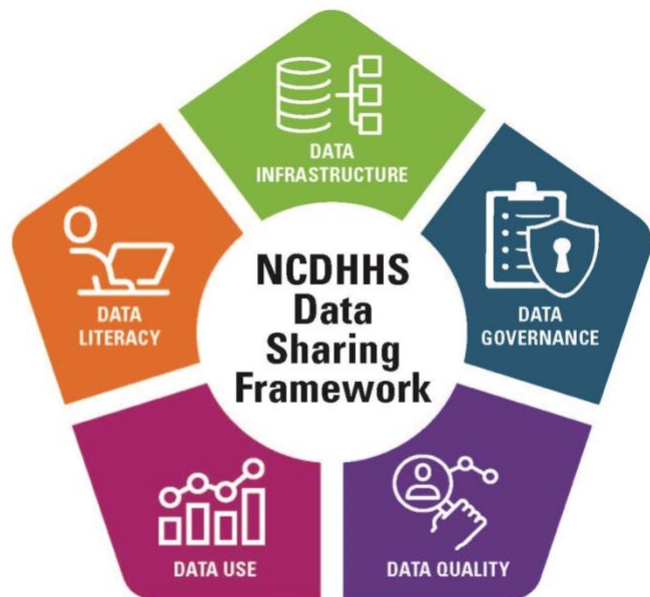 DATA
INFRASTRUCTURE
DATA
LITERACY
NCDHHS
Data
Sharing
Framework
DATA
GOVERNANCE
DATA USE
DATA QUALITY